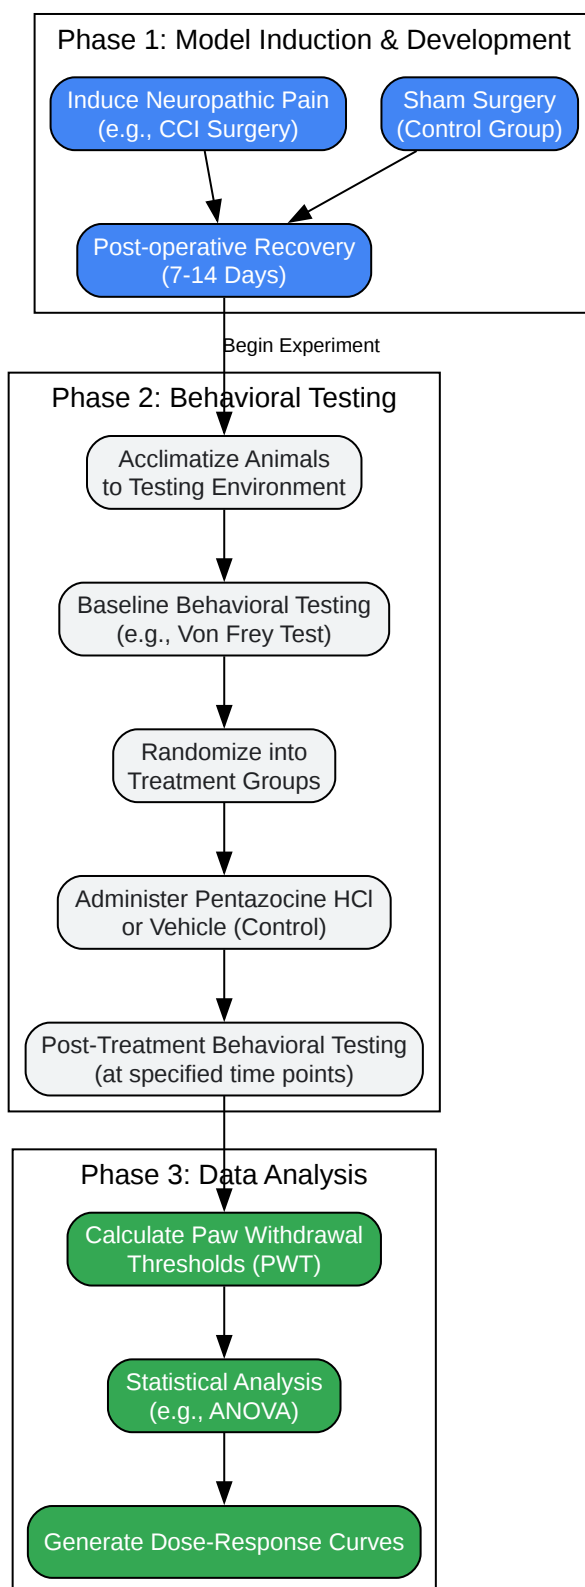 Phase 1: Model Induction & Development
Induce Neuropathic Pain
(e.g., CCI Surgery)
Sham Surgery
(Control Group)
Post-operative Recovery
(7-14 Days)
Begin Experiment
Phase 2: Behavioral Testing
Acclimatize Animals
to Testing Environment
Baseline Behavioral Testing
(e.g., Von Frey Test)
Randomize into
Treatment Groups
Administer Pentazocine HCl
or Vehicle (Control)
Post-Treatment Behavioral Testing
(at specified time points)
Phase 3: Data Analysis
Calculate Paw Withdrawal
Thresholds (PWT)
Statistical Analysis
(e.g., ANOVA)
Generate Dose-Response Curves